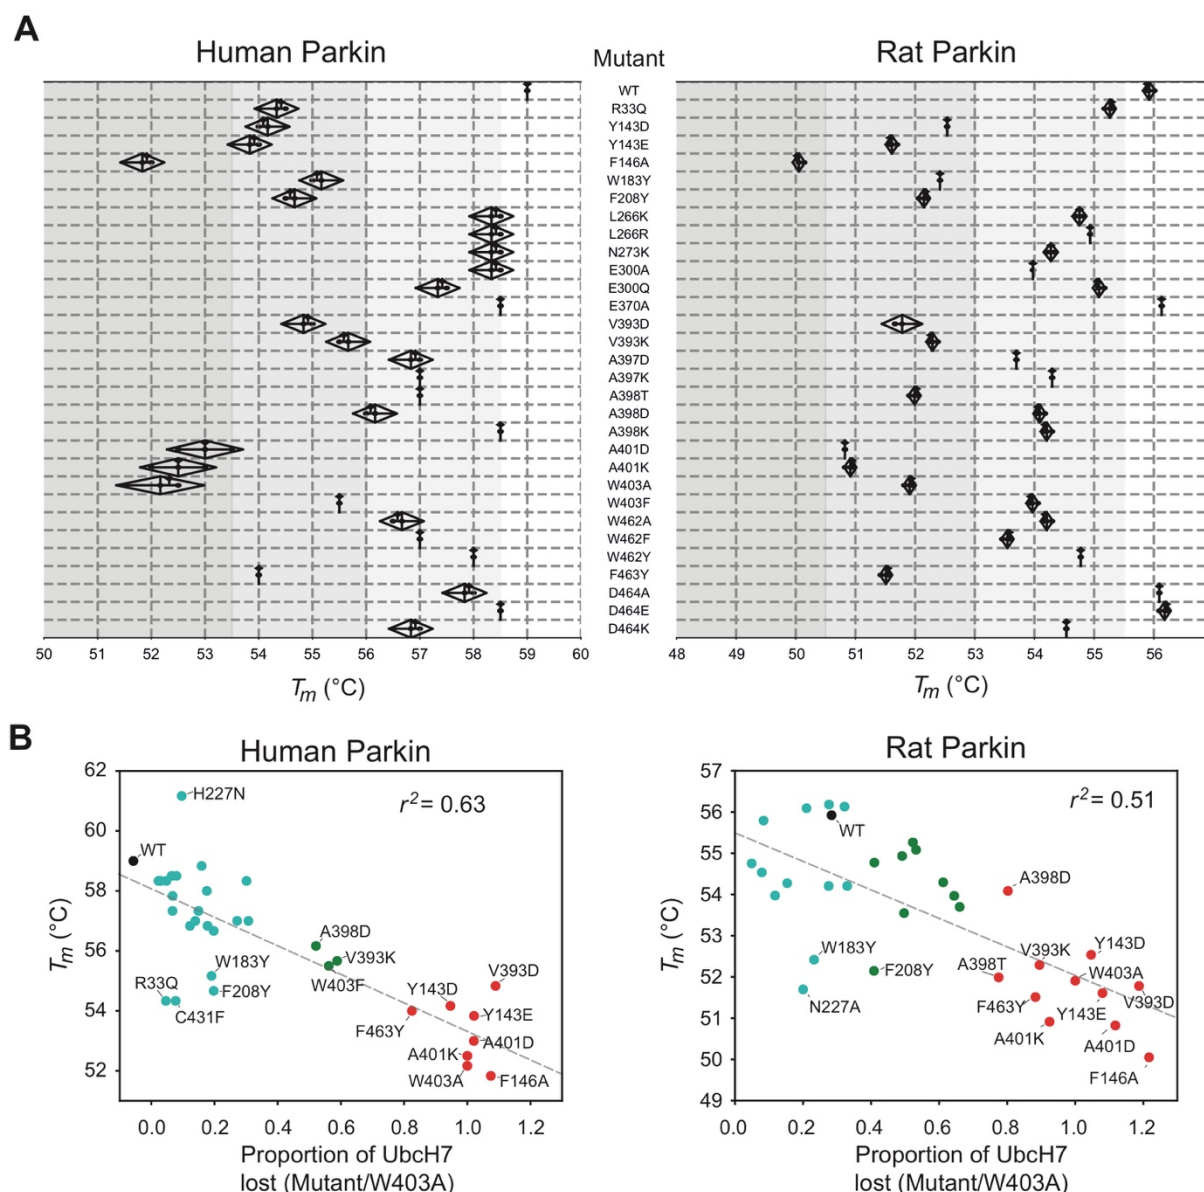 A
Human Parkin
Mutant
Rat Parkin
WT
R33Q
Y143D
Y143E
F146A
W183Y
F208Y
L266K
L266R
N273K
E300A
E300Q
E370A
V393D
V393K
A397D
A397K
A398T
A398D
A398K
A401D
A401K
W403A
W403F
W462A
W462F
W462Y
F463Y
D464A
D464E
D464K
50 51 52 53 54 55 56 57 58 59 60
Tm (°C)
48 49 50 51 52 53 54 55 56
Tm (°C)
B
Human Parkin
62
60
58
56
54
52
Tm (°C)
r²= 0.63
H227N
WT
A398D
V393K
W403F
W183Y
F208Y
R33Q
C431F
V393D
Y143D
Y143E
F463Y
A401D
A401K
W403A
F146A
0.0 0.2 0.4 0.6 0.8 1.0 1.2
Proportion of UbcH7
lost (Mutant/W403A)
Rat Parkin
57
56
55
54
53
52
51
50
49
Tm (°C)
r²= 0.51
WT
A398D
W183Y
F208Y
N227A
V393K
Y143D
A398T
W403A
F463Y
Y143E
V393D
A401K
A401D
F146A
0.0 0.2 0.4 0.6 0.8 1.0 1.2
Proportion of UbcH7
lost (Mutant/W403A)